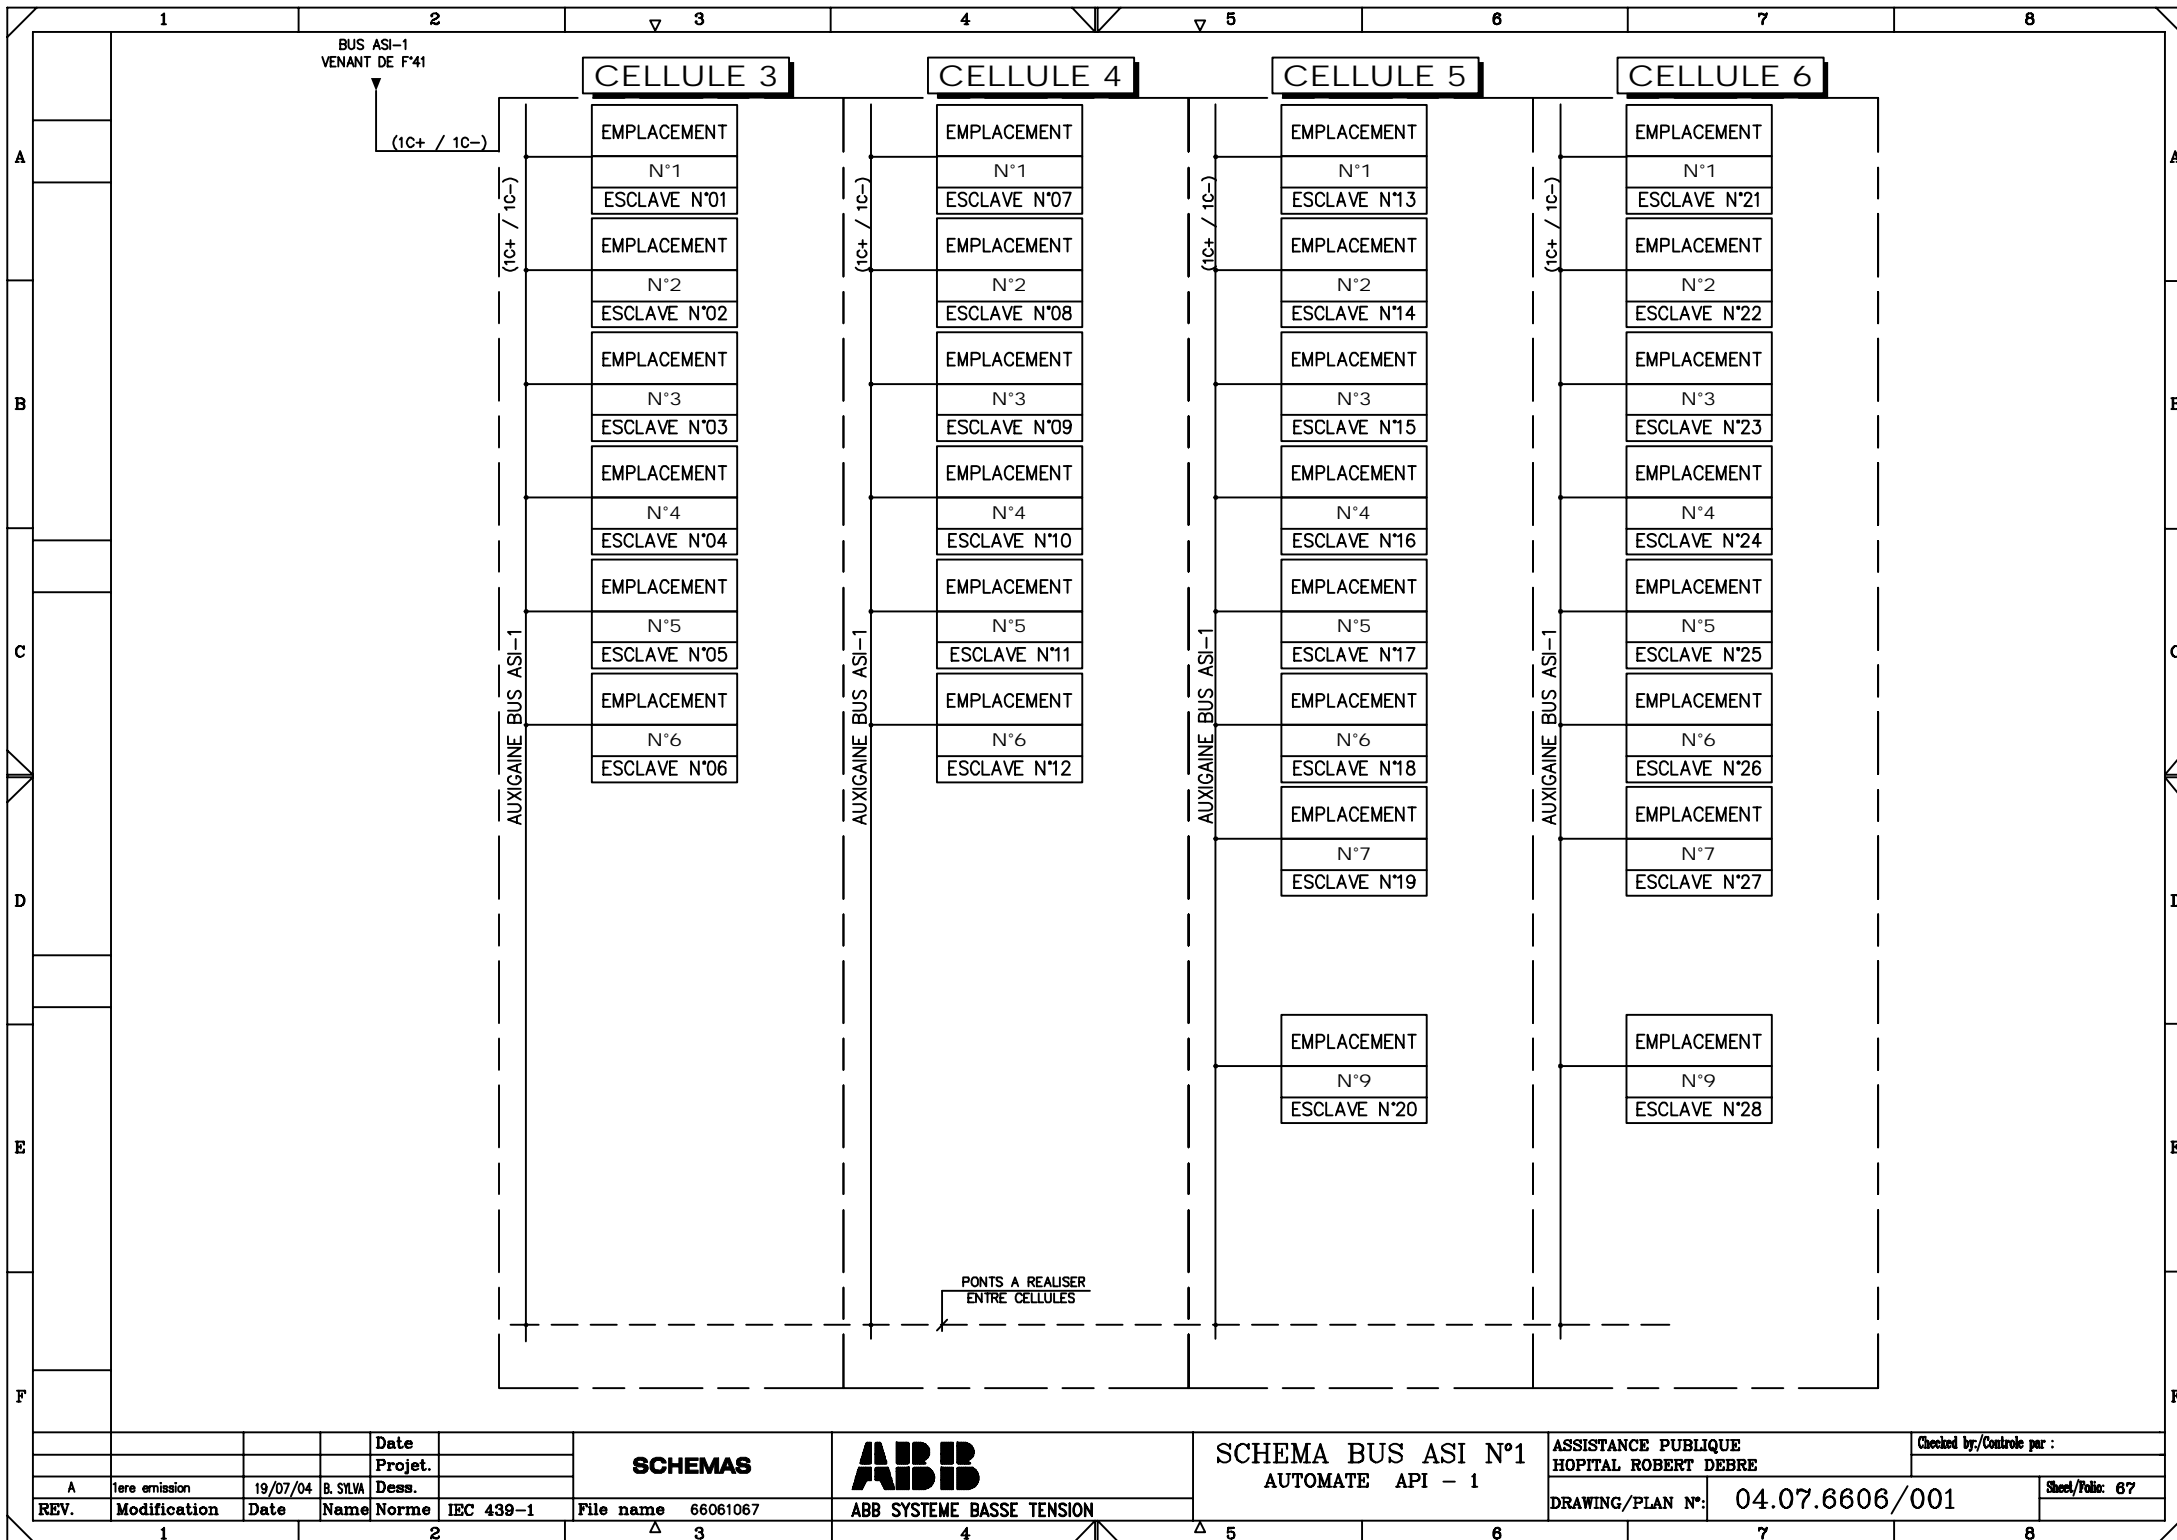 1 2 3 4 5 6 7 8
BUS ASI-1
VENANT DE F°41
(1C+ / 1C-)
CELLULE 3
(1C+ / 1C-)
AUXIGAINE BUS ASI-1
EMPLACEMENT
N°1
ESCLAVE N°01
EMPLACEMENT
N°2
ESCLAVE N°02
EMPLACEMENT
N°3
ESCLAVE N°03
EMPLACEMENT
N°4
ESCLAVE N°04
EMPLACEMENT
N°5
ESCLAVE N°05
EMPLACEMENT
N°6
ESCLAVE N°06
CELLULE 4
(1C+ / 1C-)
AUXIGAINE BUS ASI-1
EMPLACEMENT
N°1
ESCLAVE N°07
EMPLACEMENT
N°2
ESCLAVE N°08
EMPLACEMENT
N°3
ESCLAVE N°09
EMPLACEMENT
N°4
ESCLAVE N°10
EMPLACEMENT
N°5
ESCLAVE N°11
EMPLACEMENT
N°6
ESCLAVE N°12
CELLULE 5
(1C+ / 1C-)
AUXIGAINE BUS ASI-1
EMPLACEMENT
N°1
ESCLAVE N°13
EMPLACEMENT
N°2
ESCLAVE N°14
EMPLACEMENT
N°3
ESCLAVE N°15
EMPLACEMENT
N°4
ESCLAVE N°16
EMPLACEMENT
N°5
ESCLAVE N°17
EMPLACEMENT
N°6
ESCLAVE N°18
EMPLACEMENT
N°7
ESCLAVE N°19
EMPLACEMENT
N°9
ESCLAVE N°20
CELLULE 6
(1C+ / 1C-)
AUXIGAINE BUS ASI-1
EMPLACEMENT
N°1
ESCLAVE N°21
EMPLACEMENT
N°2
ESCLAVE N°22
EMPLACEMENT
N°3
ESCLAVE N°23
EMPLACEMENT
N°4
ESCLAVE N°24
EMPLACEMENT
N°5
ESCLAVE N°25
EMPLACEMENT
N°6
ESCLAVE N°26
EMPLACEMENT
N°7
ESCLAVE N°27
EMPLACEMENT
N°9
ESCLAVE N°28
PONTS A REALISER
ENTRE CELLULES
A A
B B
C C
D D
E E
F F
Date
Projet.
A 1ere emission 19/07/04 B. SYLVA Dess.
REV. Modification Date Name Norme IEC 439-1
SCHEMAS
File name 66061067
ABB
ABB SYSTEME BASSE TENSION
SCHEMA BUS ASI N°1
AUTOMATE API - 1
ASSISTANCE PUBLIQUE
HOPITAL ROBERT DEBRE
DRAWING/PLAN N°: 04.07.6606/001
Checked by:/Controle par :
Sheet/Folio: 67
1 2 3 4 5 6 7 8